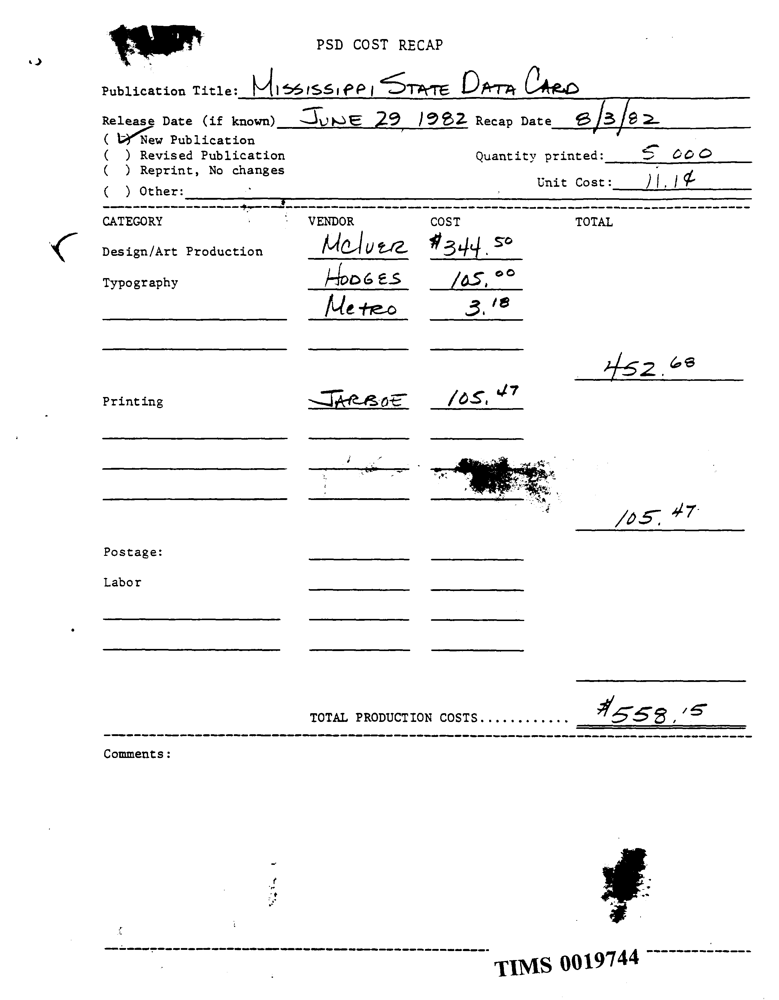 PSD COST RECAP
Publication Title: MISSISSIPPI STATE DATA CARD
Release Date (if known) JUNE 29 1982 Recap Date 8/3/82
(✓) New Publication
( ) Revised Publication
Quantity printed: 5 000
( ) Reprint, No changes
Unit Cost: 11.1¢
( ) Other:
CATEGORY VENDOR COST TOTAL
Design/Art Production McIVER #344.50
Typography HODGES 105.00
Metro 3.18
452.68
Printing JARBOE 105.47
105.47
Postage:
Labor
TOTAL PRODUCTION COSTS............ #558.15
Comments:
TIMS 0019744